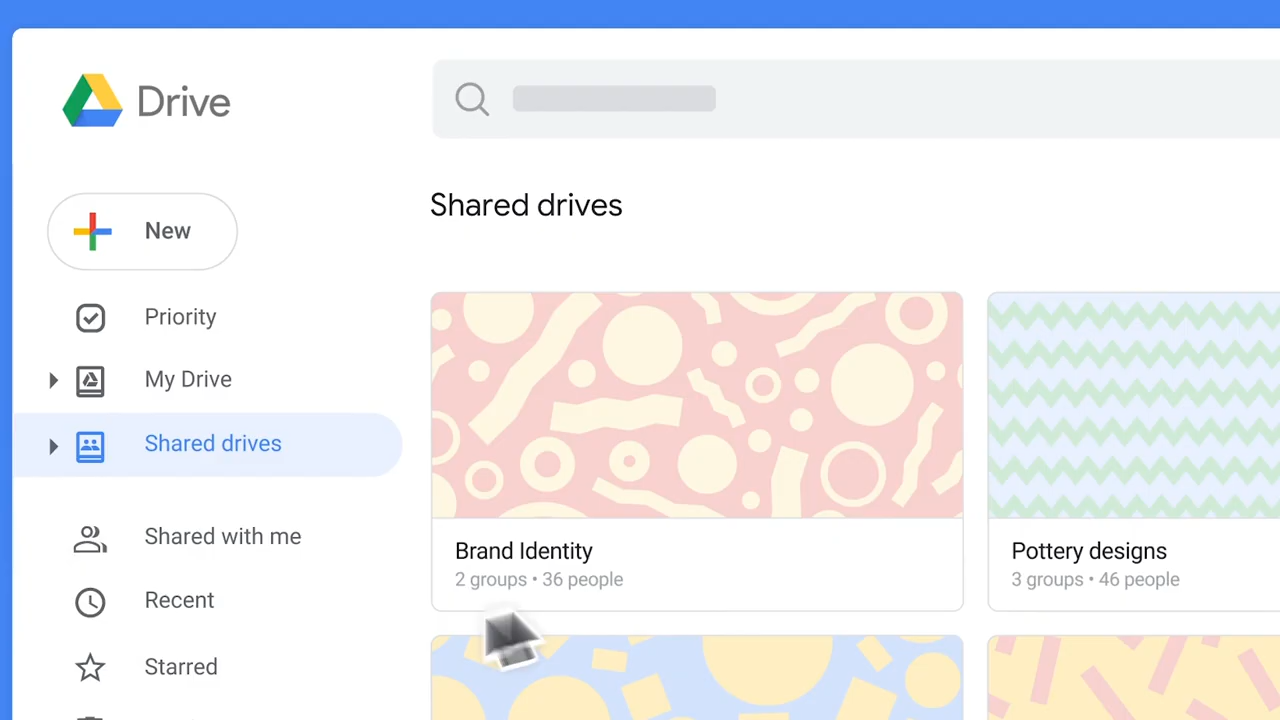 Drive
New
Priority
My Drive
Shared drives
Shared with me
Recent
Starred
Shared drives
Brand Identity
2 groups • 36 people
Pottery designs
3 groups • 46 people